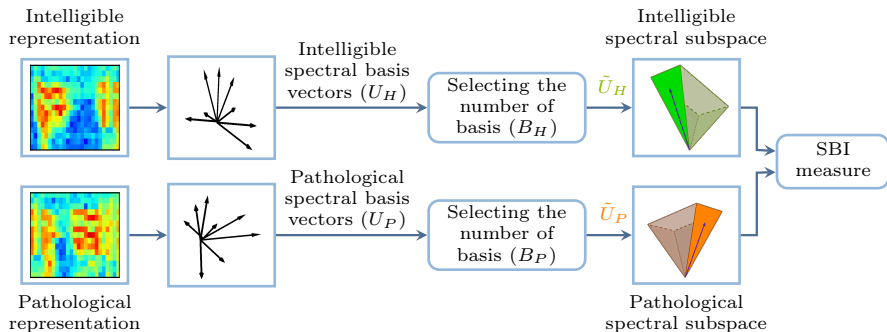 Intelligible
representation
Intelligible
spectral basis
vectors (U_H)
Selecting the
number of
basis (B_H)
Ũ_H
Intelligible
spectral subspace
SBI
measure
Pathological
spectral basis
vectors (U_P)
Selecting the
number of
basis (B_P)
Ũ_P
Pathological
representation
Pathological
spectral subspace